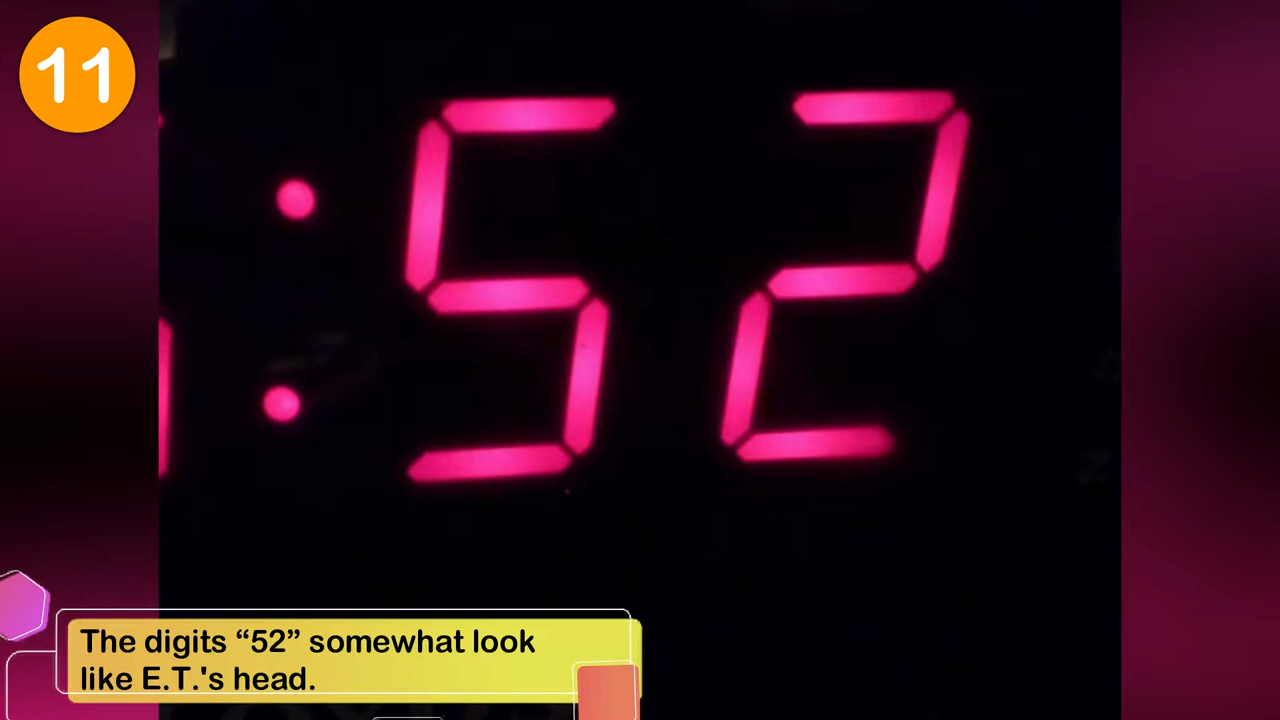 11
:52
The digits “52” somewhat look
like E.T.'s head.